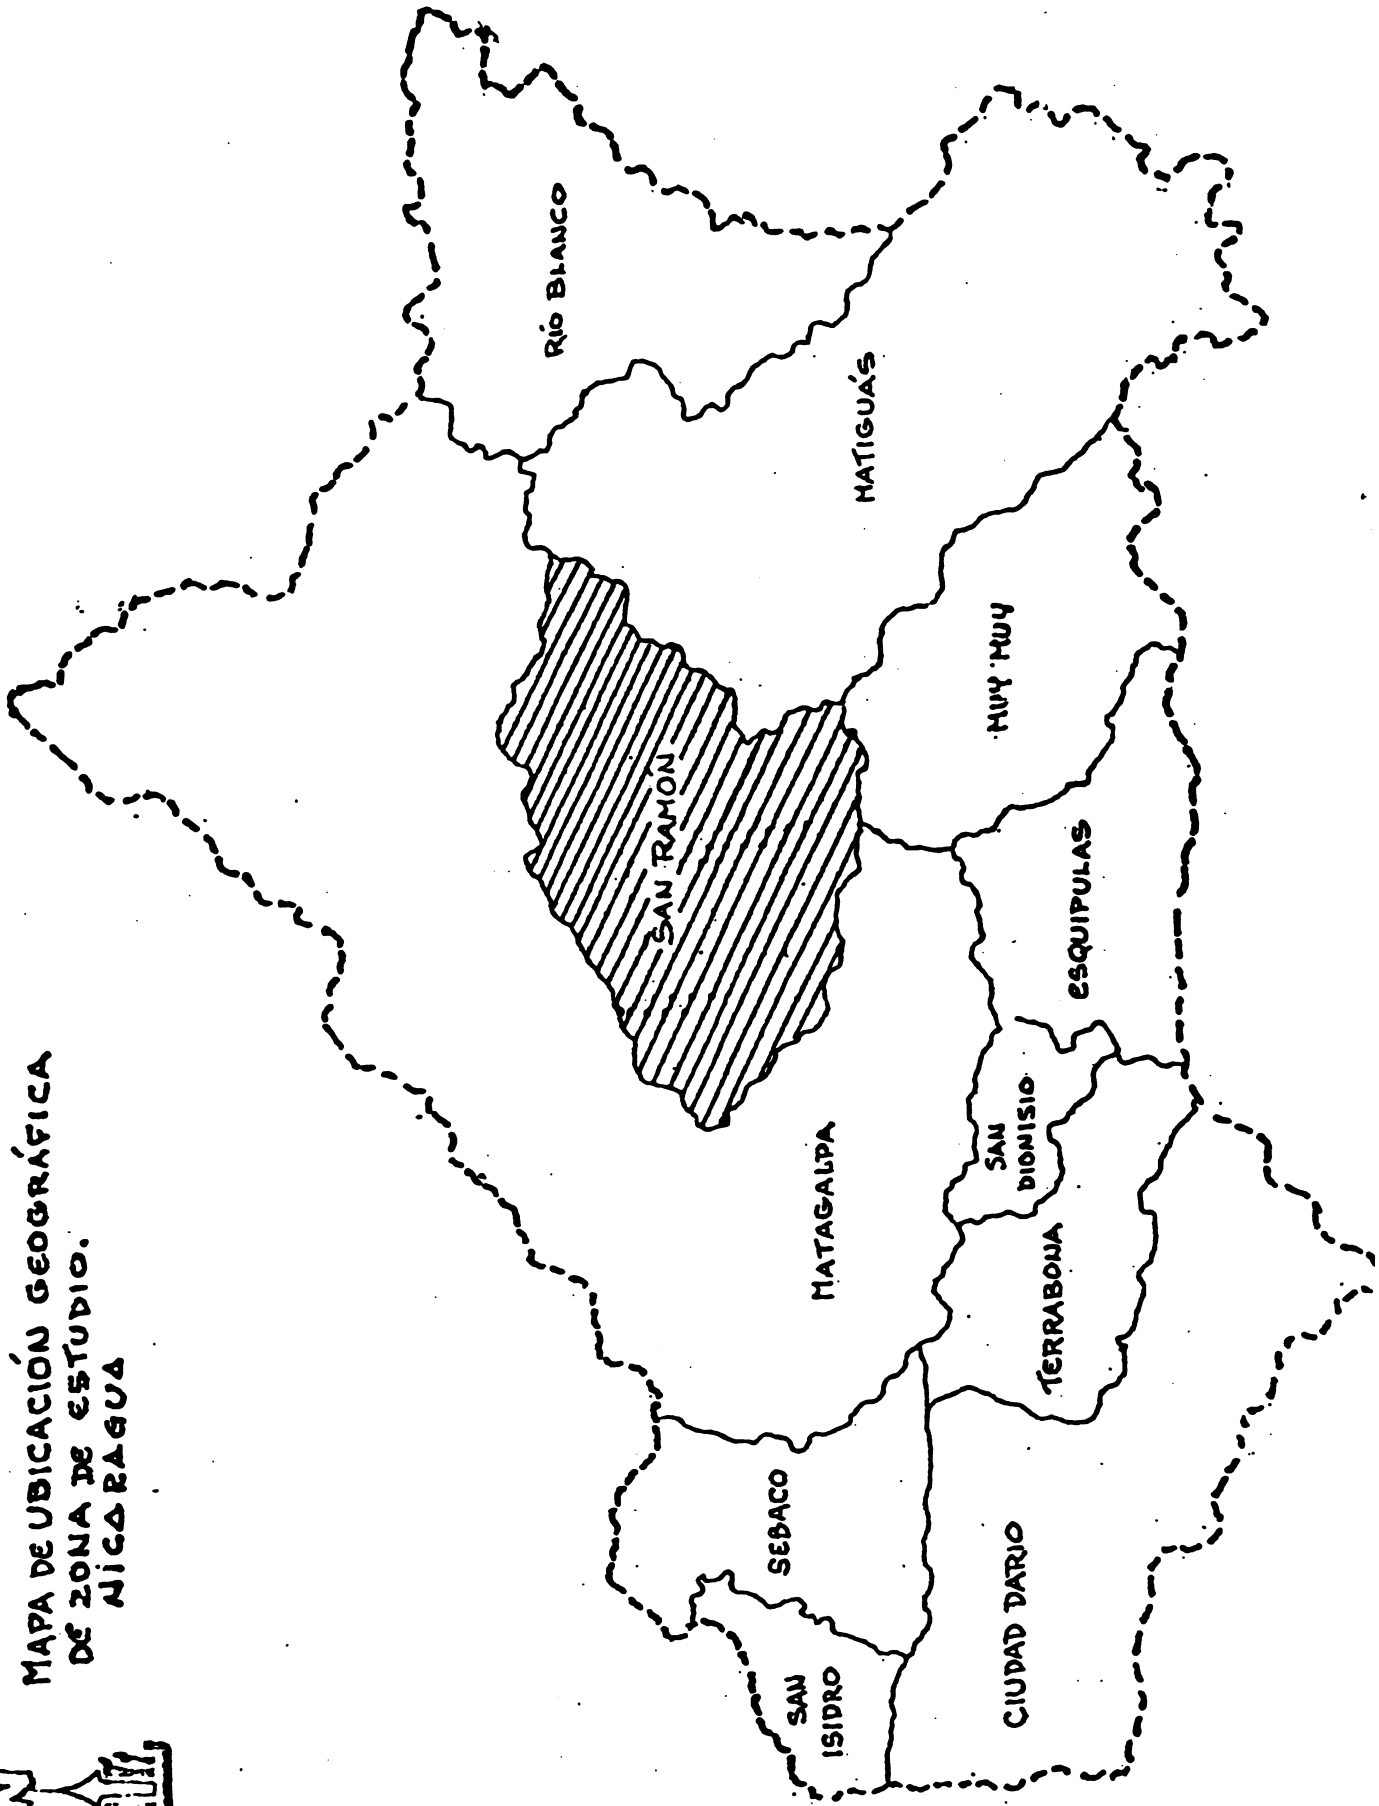 MAPA DE UBICACIÓN GEOGRÁFICA
DE ZONA DE ESTUDIO.
NICARAGUA
RÍO BLANCO
MATIGUÁS
SAN RAMÓN
MUY MUY
ESQUIPULAS
MATAGALPA
SAN
DIONISIO
TERRABONA
SEBACO
SAN
ISIDRO
CIUDAD DARIO